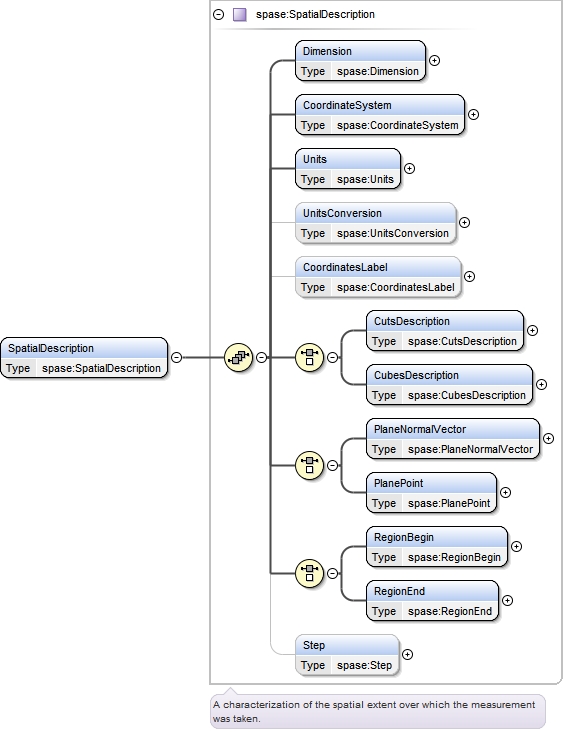 spase:SpatialDescription
Dimension
Type spase:Dimension
CoordinateSystem
Type spase:CoordinateSystem
Units
Type spase:Units
UnitsConversion
Type spase:UnitsConversion
CoordinatesLabel
Type spase:CoordinatesLabel
SpatialDescription
Type spase:SpatialDescription
CutsDescription
Type spase:CutsDescription
CubesDescription
Type spase:CubesDescription
PlaneNormalVector
Type spase:PlaneNormalVector
PlanePoint
Type spase:PlanePoint
RegionBegin
Type spase:RegionBegin
RegionEnd
Type spase:RegionEnd
Step
Type spase:Step
A characterization of the spatial extent over which the measurement
was taken.